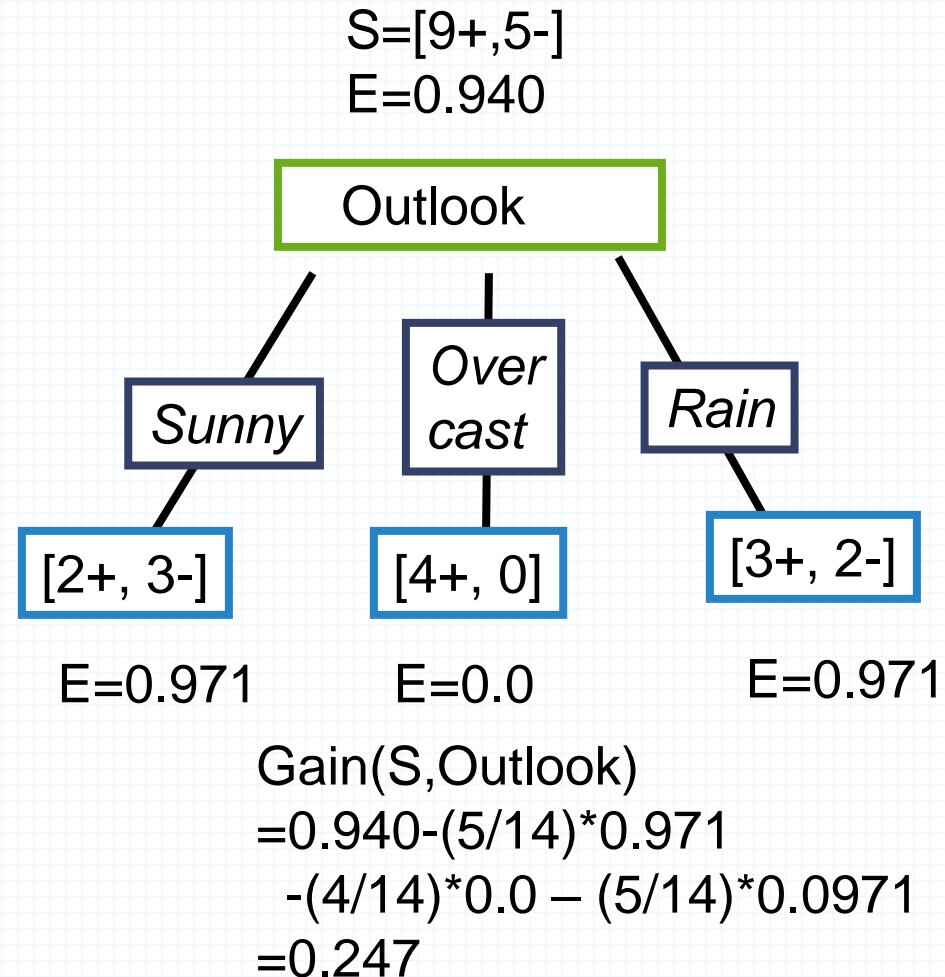 S=[9+,5-]
E=0.940
Outlook
Sunny
Over
cast
Rain
[2+, 3-]
[4+, 0]
[3+, 2-]
E=0.971
E=0.0
E=0.971
Gain(S,Outlook)
=0.940-(5/14)*0.971
-(4/14)*0.0 – (5/14)*0.0971
=0.247